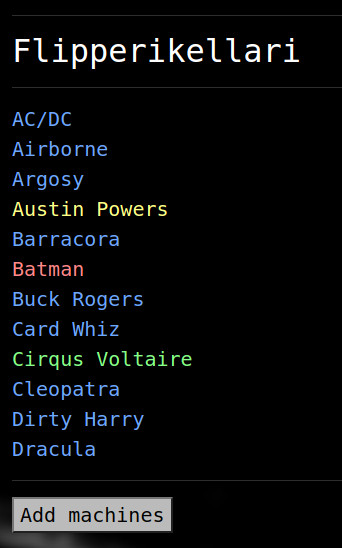 Flipperikellari
AC/DC
Airborne
Argosy
Austin Powers
Barracora
Batman
Buck Rogers
Card Whiz
Cirqus Voltaire
Cleopatra
Dirty Harry
Dracula
Add machines